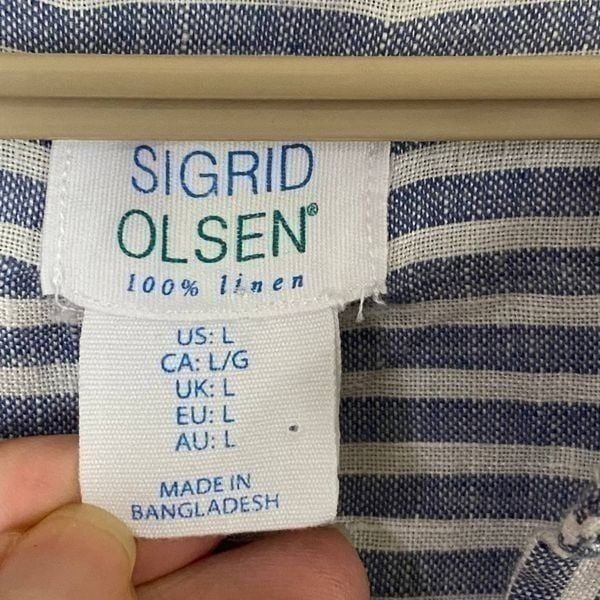 SIGRID
OLSEN®
100% linen
US: L
CA: L/G
UK: L
EU: L
AU: L
MADE IN
BANGLADESH